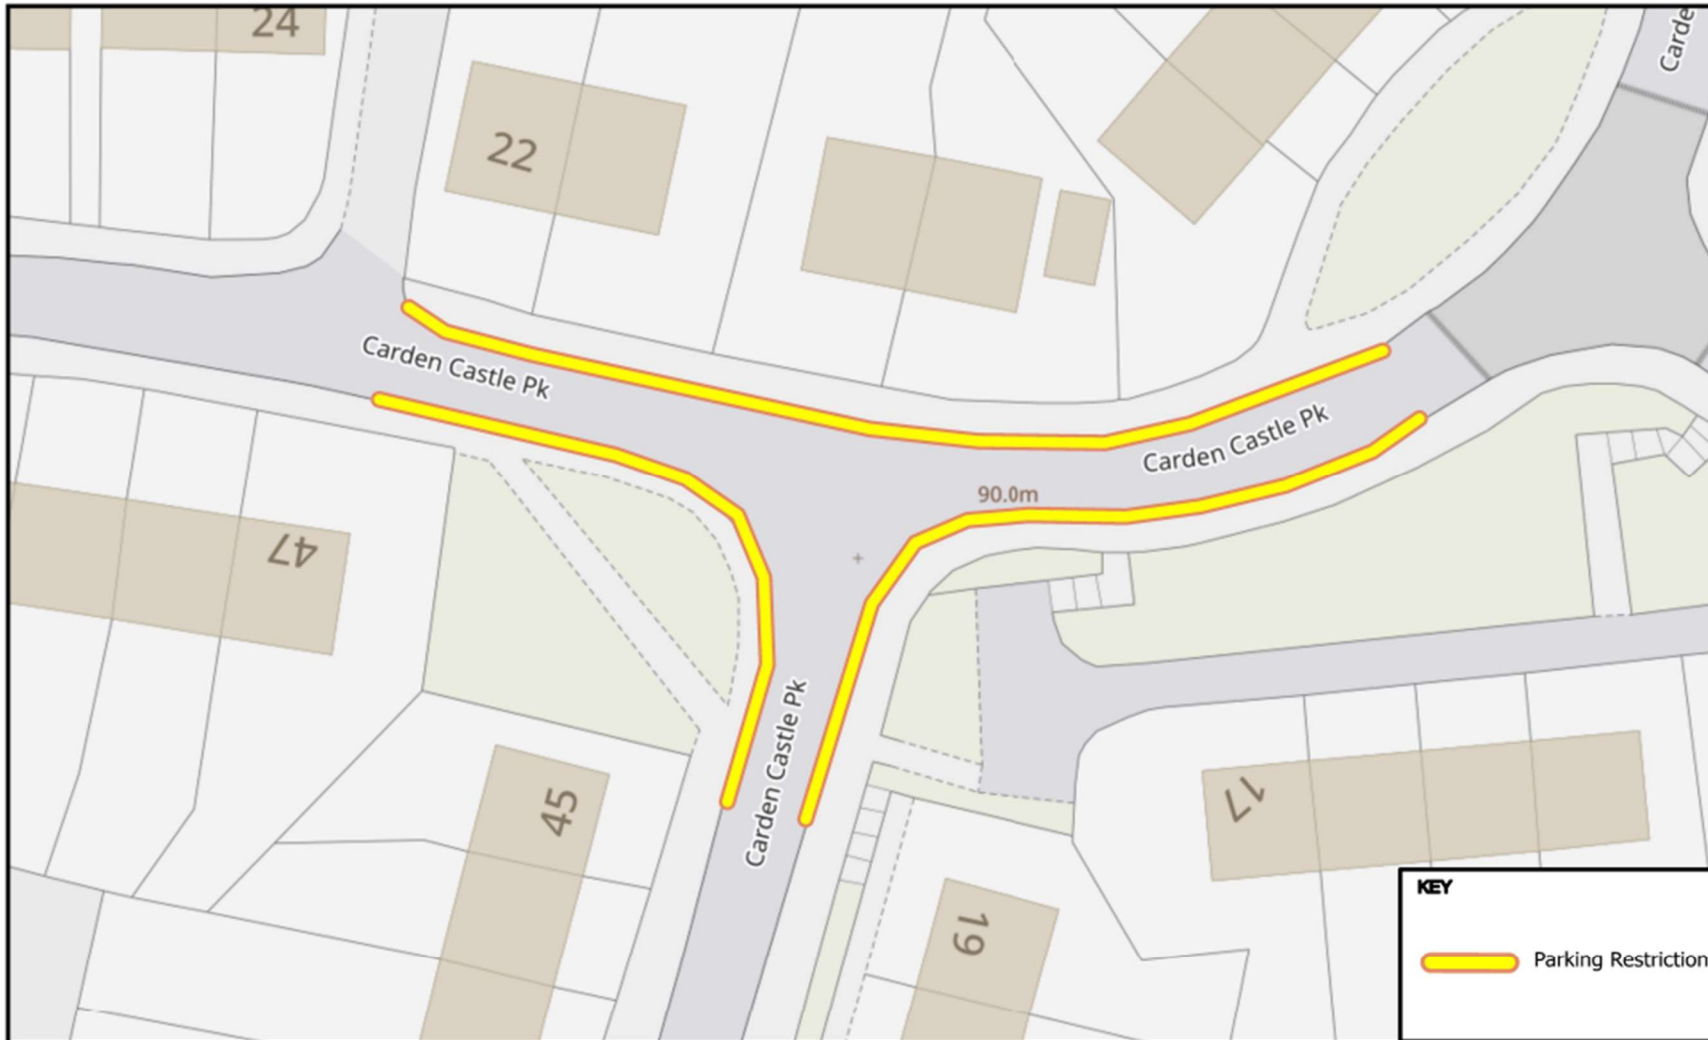 24
Carde
22
Carden Castle Pk
Carden Castle Pk
90.0m
47
Carden Castle Pk
45
17
19
KEY
Parking Restriction